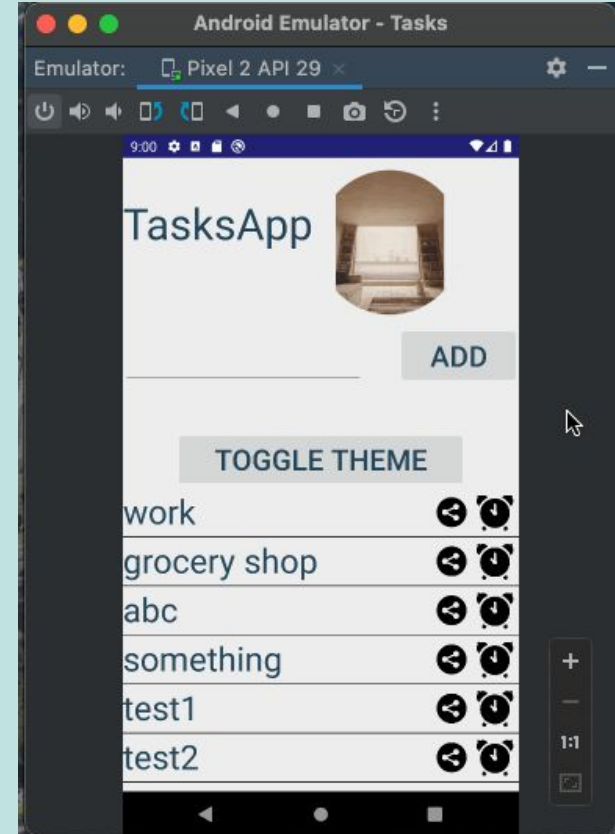 Android Emulator - Tasks
Emulator: Pixel 2 API 29
9:00
TasksApp
ADD
TOGGLE THEME
work
grocery shop
abc
something
test1
test2
1:1